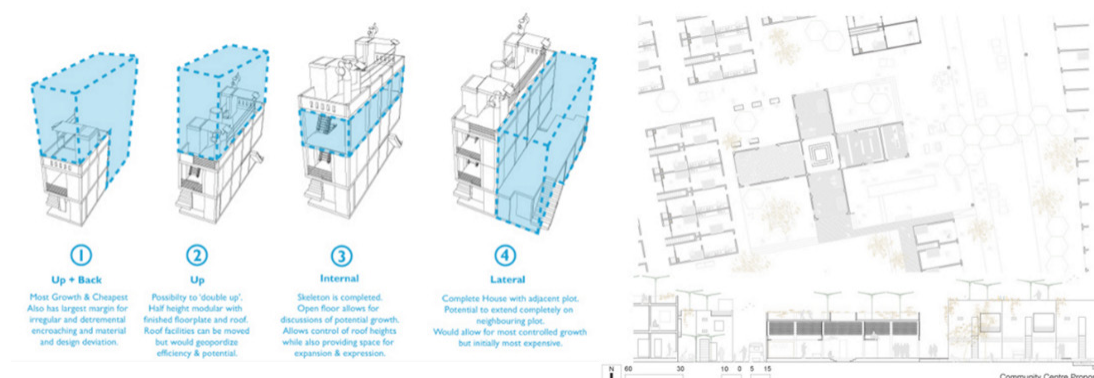 1
Up + Back
Most Growth & Cheapest
Also has largest margin for
irregular and detremental
encroaching and material
and design deviation.
2
Up
Possibilty to 'double up'.
Half height modular with
finished floorplate and roof.
Roof facilities can be moved
but would geopordize
efficiency & potential.
3
Internal
Skeleton is completed.
Open floor allows for
discussions of potential growth.
Allows control of roof heights
while also providing space for
expansion & expression.
4
Lateral
Complete House with adjacent plot.
Potential to extend completely on
neighbouring plot.
Would allow for most controlled growth
but initially most expensive.
N 60 30 10 0 5 15
Community Centre